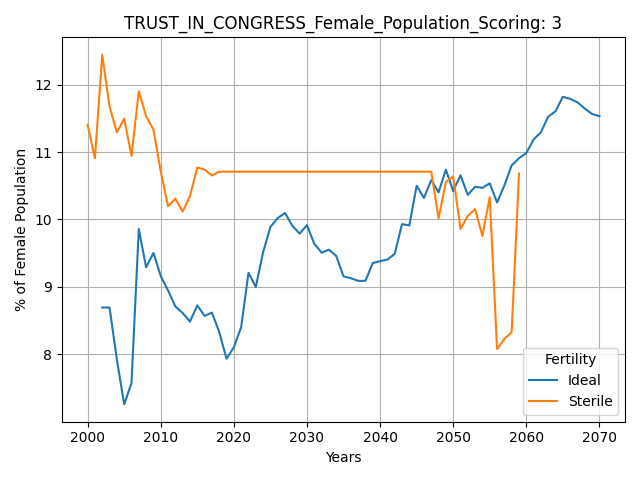 TRUST_IN_CONGRESS_Female_Population_Scoring: 3
% of Female Population
12
11
10
9
8
2000 2010 2020 2030 2040 2050 2060 2070
Years
Fertility
Ideal
Sterile